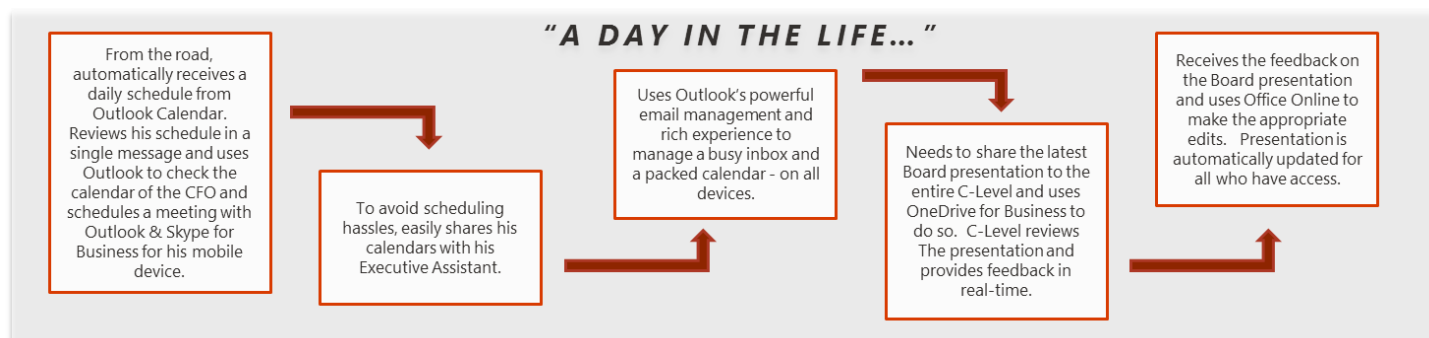 "A DAY IN THE LIFE…"
From the road,
automatically receives a
daily schedule from
Outlook Calendar.
Reviews his schedule in a
single message and uses
Outlook to check the
calendar of the CFO and
schedules a meeting with
Outlook & Skype for
Business for his mobile
device.
To avoid scheduling
hassles, easily shares his
calendars with his
Executive Assistant.
Uses Outlook's powerful
email management and
rich experience to
manage a busy inbox and
a packed calendar - on all
devices.
Needs to share the latest
Board presentation to the
entire C-Level and uses
OneDrive for Business to
do so. C-Level reviews
The presentation and
provides feedback in
real-time.
Receives the feedback on
the Board presentation
and uses Office Online to
make the appropriate
edits. Presentation is
automatically updated for
all who have access.